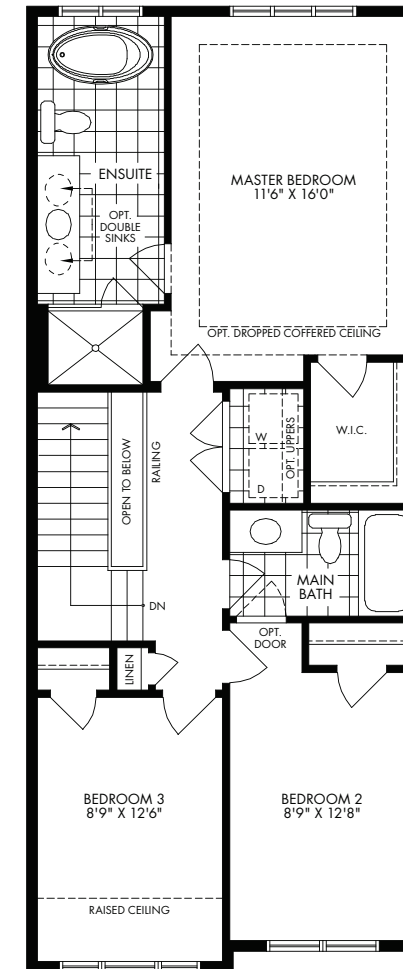 ENSUITE
OPT.
DOUBLE
SINKS
MASTER BEDROOM
11'6" X 16'0"
OPT. DROPPED COFFERED CEILING
W.I.C.
W
D
OPT. UPPERS
OPEN TO BELOW
RAILING
DN
MAIN
BATH
OPT.
DOOR
LINEN
BEDROOM 3
8'9" X 12'6"
RAISED CEILING
BEDROOM 2
8'9" X 12'8"